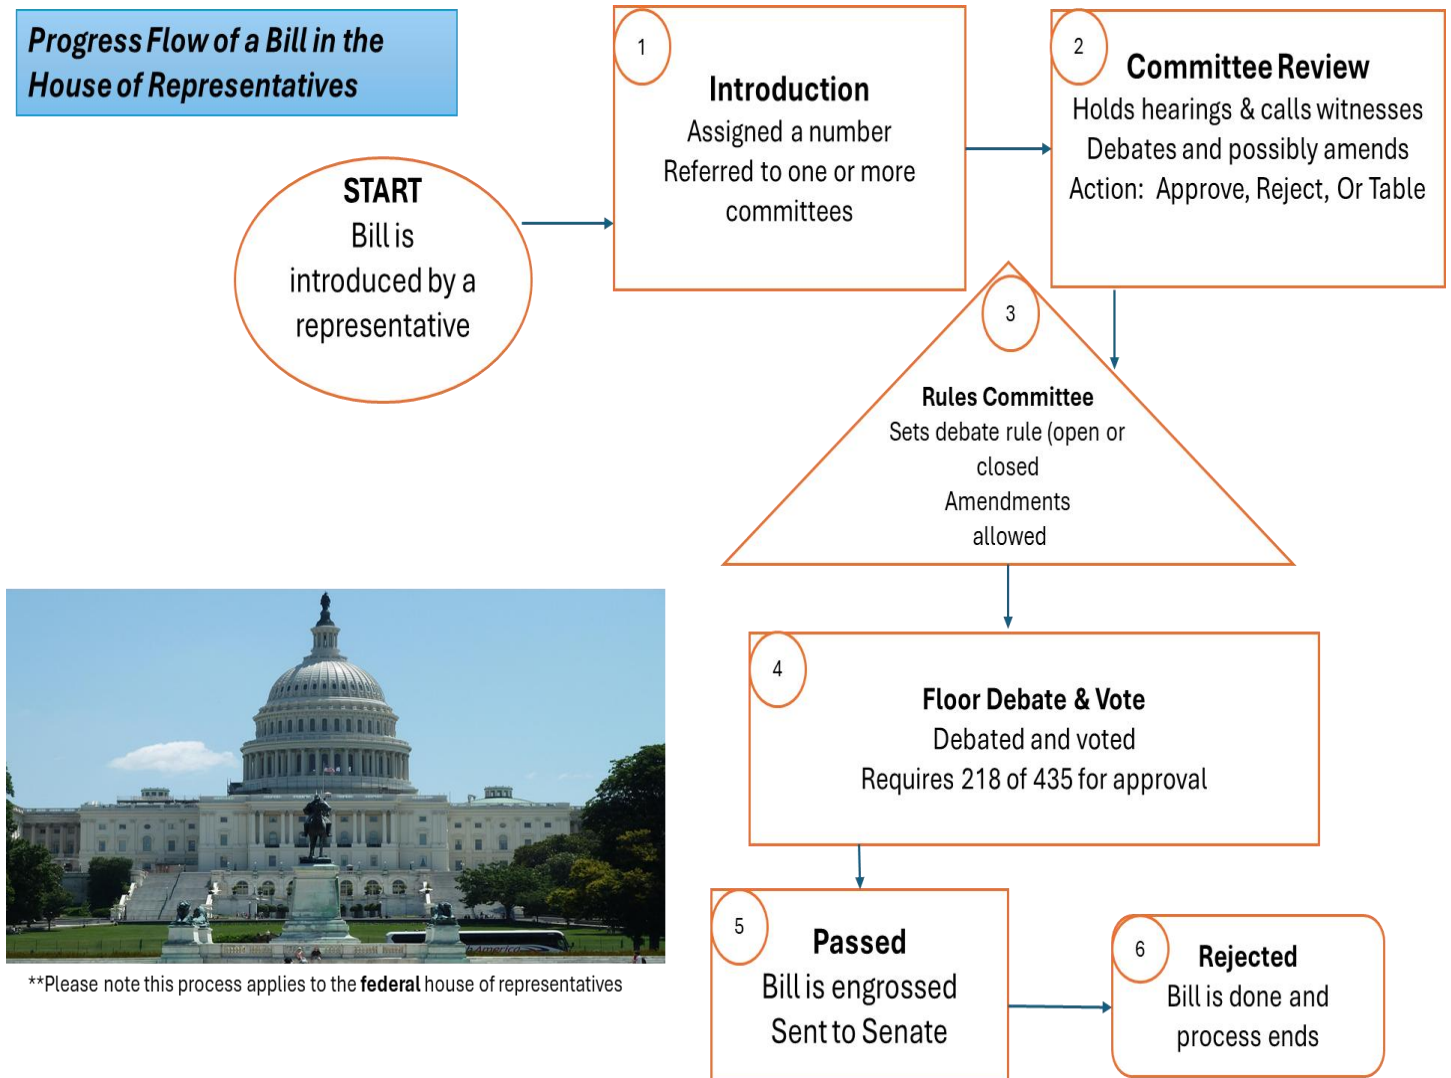 Progress Flow of a Bill in the
House of Representatives
START
Bill is
introduced by a
representative
1
Introduction
Assigned a number
Referred to one or more
committees
2
Committee Review
Holds hearings & calls witnesses
Debates and possibly amends
Action: Approve, Reject, Or Table
3
Rules Committee
Sets debate rule (open or
closed
Amendments
allowed
4
Floor Debate & Vote
Debated and voted
Requires 218 of 435 for approval
5
Passed
Bill is engrossed
Sent to Senate
6
Rejected
Bill is done and
process ends
America
**Please note this process applies to the federal house of representatives